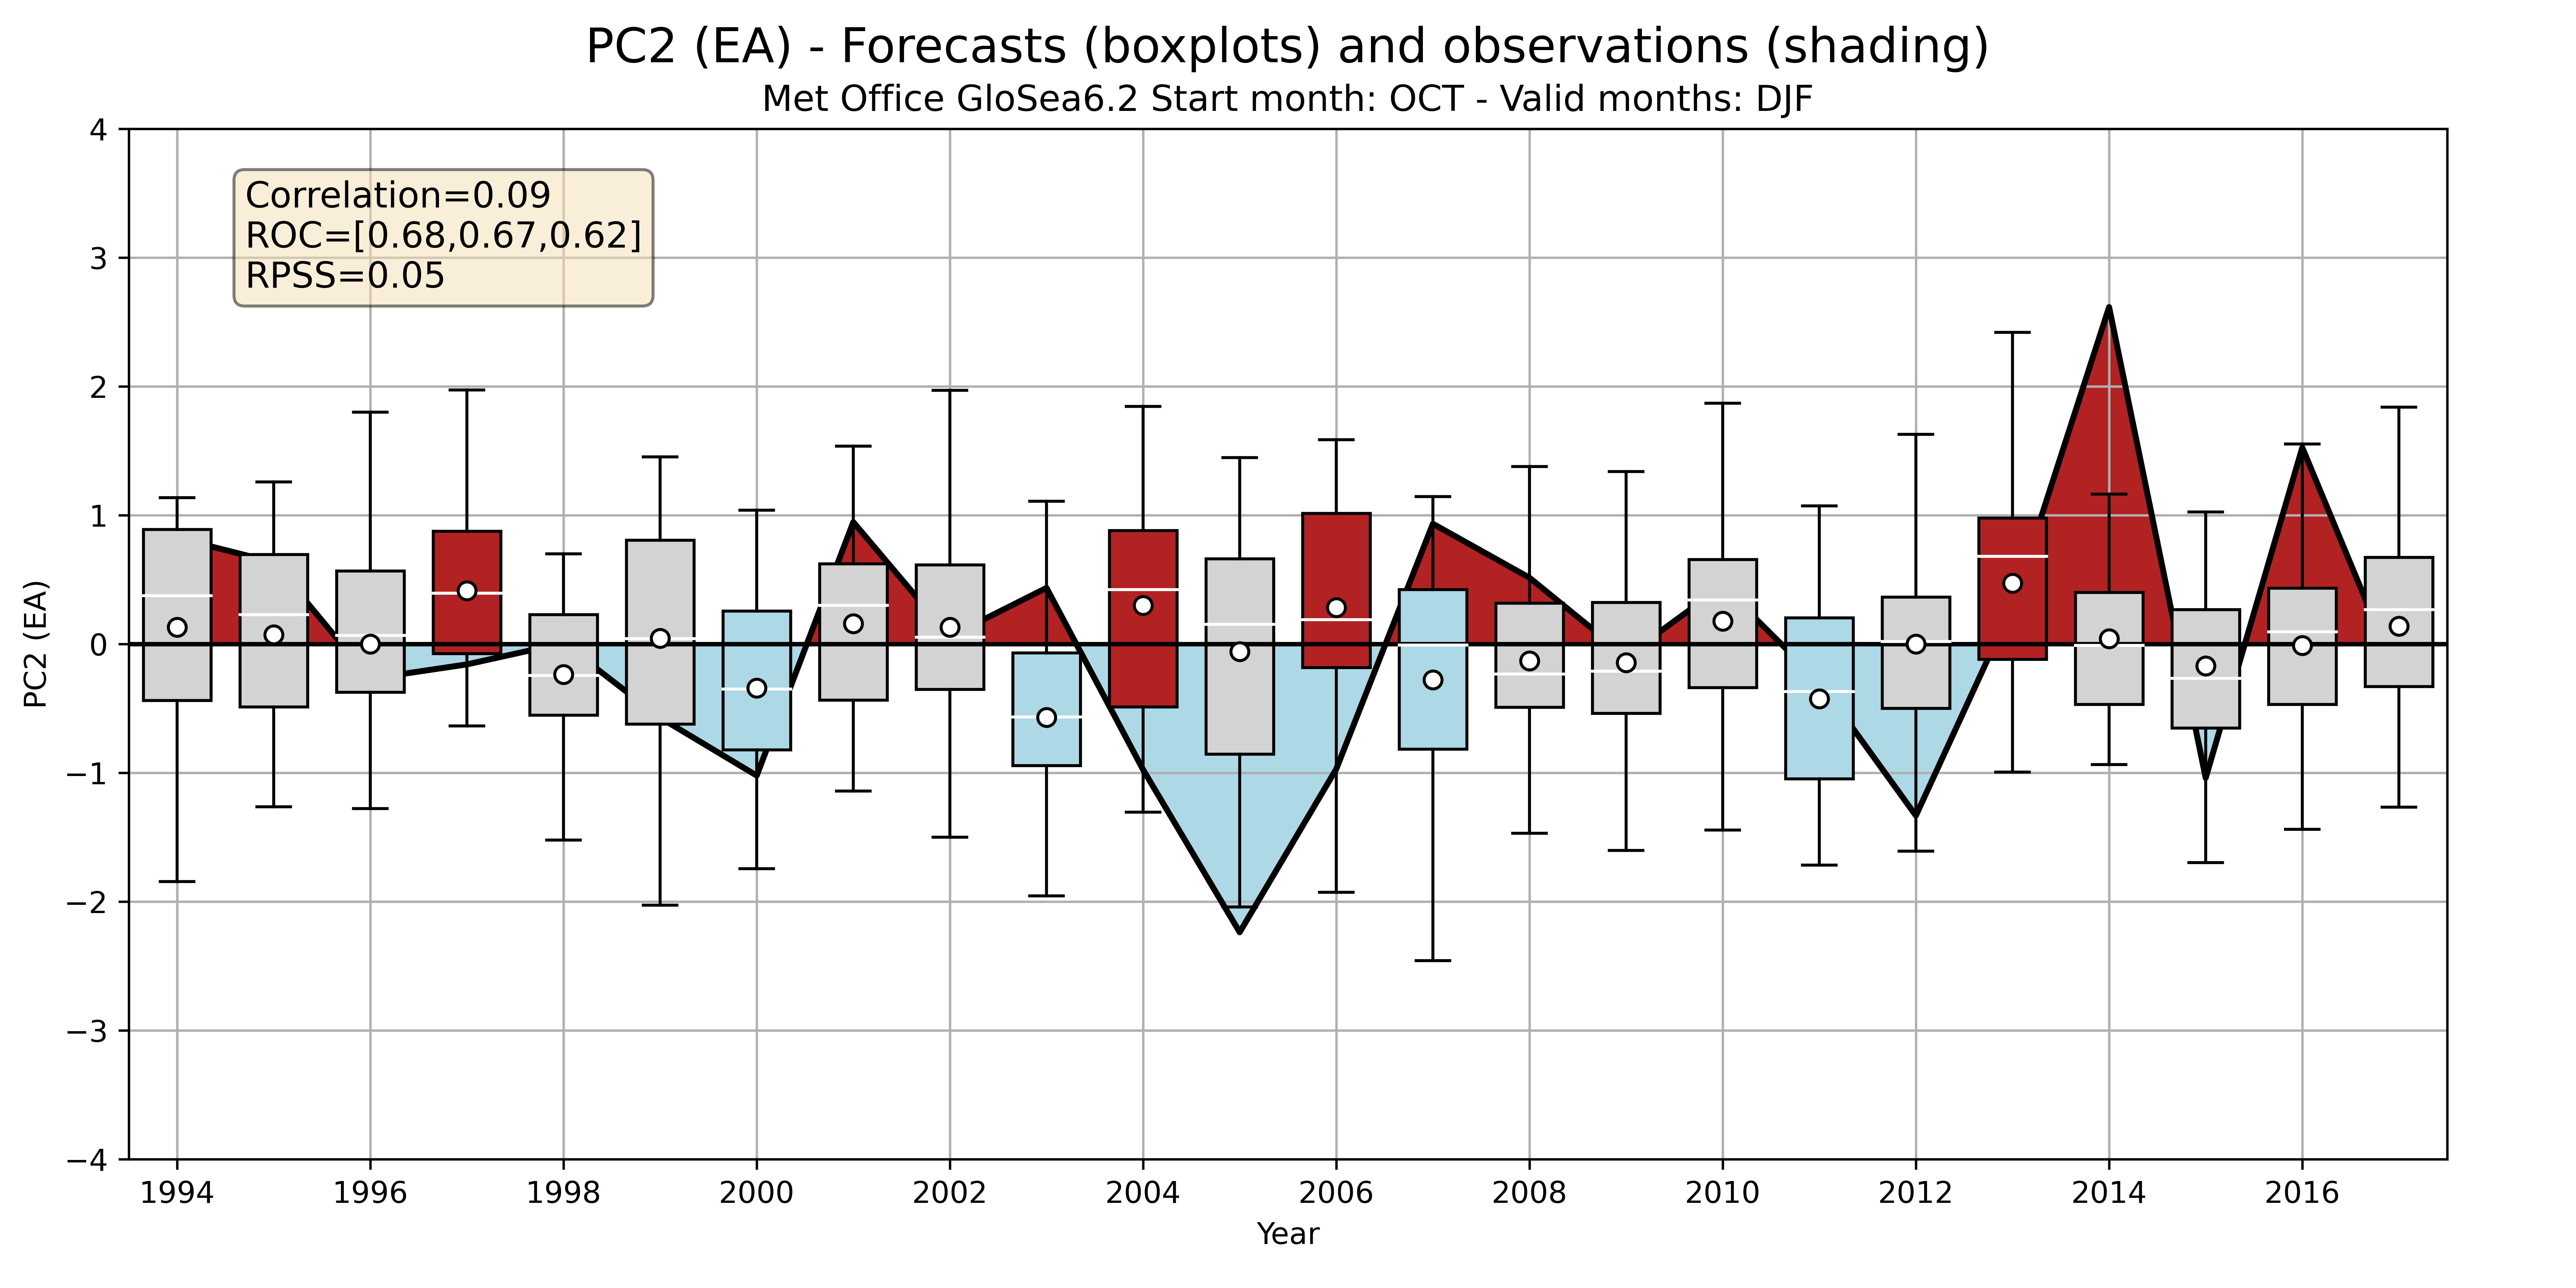 PC2 (EA) - Forecasts (boxplots) and observations (shading)
Met Office GloSea6.2 Start month: OCT - Valid months: DJF
Correlation=0.09
ROC=[0.68,0.67,0.62]
RPSS=0.05
PC2 (EA)
4
3
2
1
0
−1
−2
−3
−4
1994 1996 1998 2000 2002 2004 2006 2008 2010 2012 2014 2016
Year